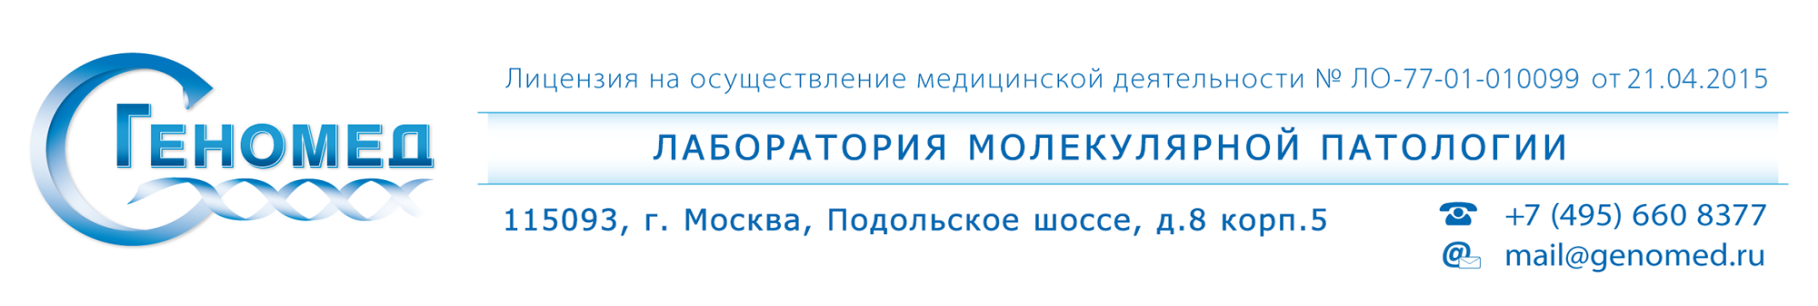 ГЕНОМЕД
Лицензия на осуществление медицинской деятельности № ЛО-77-01-010099 от 21.04.2015
ЛАБОРАТОРИЯ МОЛЕКУЛЯРНОЙ ПАТОЛОГИИ
115093, г. Москва, Подольское шоссе, д.8 корп.5
+7 (495) 660 8377
mail@genomed.ru